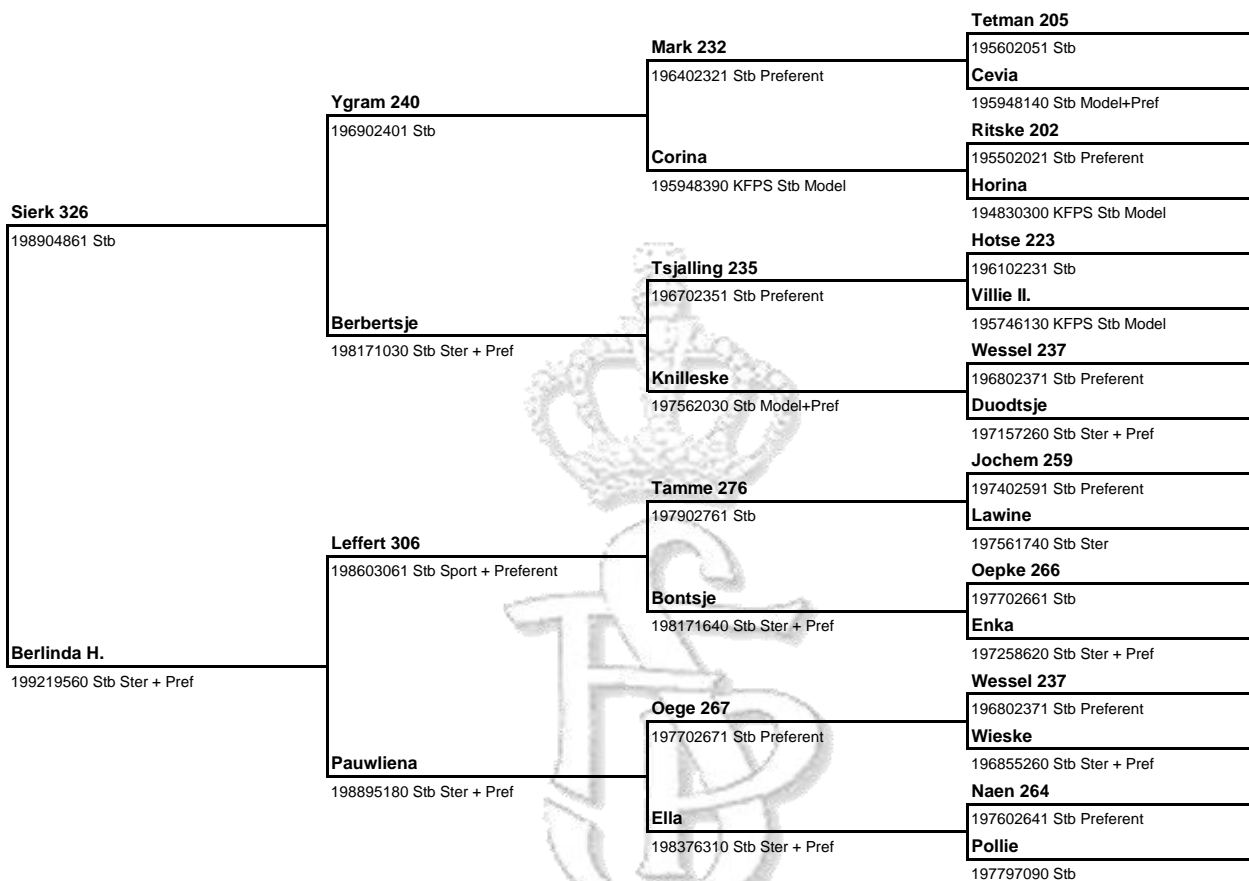 Sierk 326
198904861 Stb
Berlinda H.
199219560 Stb Ster + Pref
Ygram 240
196902401 Stb
Berbertsje
198171030 Stb Ster + Pref
Leffert 306
198603061 Stb Sport + Preferent
Pauwliena
198895180 Stb Ster + Pref
Mark 232
196402321 Stb Preferent
Corina
195948390 KFPS Stb Model
Tsjalling 235
196702351 Stb Preferent
Knilleske
197562030 Stb Model+Pref
Tamme 276
197902761 Stb
Bontsje
198171640 Stb Ster + Pref
Oege 267
197702671 Stb Preferent
Ella
198376310 Stb Ster + Pref
Tetman 205
195602051 Stb
Cevia
195948140 Stb Model+Pref
Ritske 202
195502021 Stb Preferent
Horina
194830300 KFPS Stb Model
Hotse 223
196102231 Stb
Villie II.
195746130 KFPS Stb Model
Wessel 237
196802371 Stb Preferent
Duodtsje
197157260 Stb Ster + Pref
Jochem 259
197402591 Stb Preferent
Lawine
197561740 Stb Ster
Oepke 266
197702661 Stb
Enka
197258620 Stb Ster + Pref
Wessel 237
196802371 Stb Preferent
Wieske
196855260 Stb Ster + Pref
Naen 264
197602641 Stb Preferent
Pollie
197797090 Stb